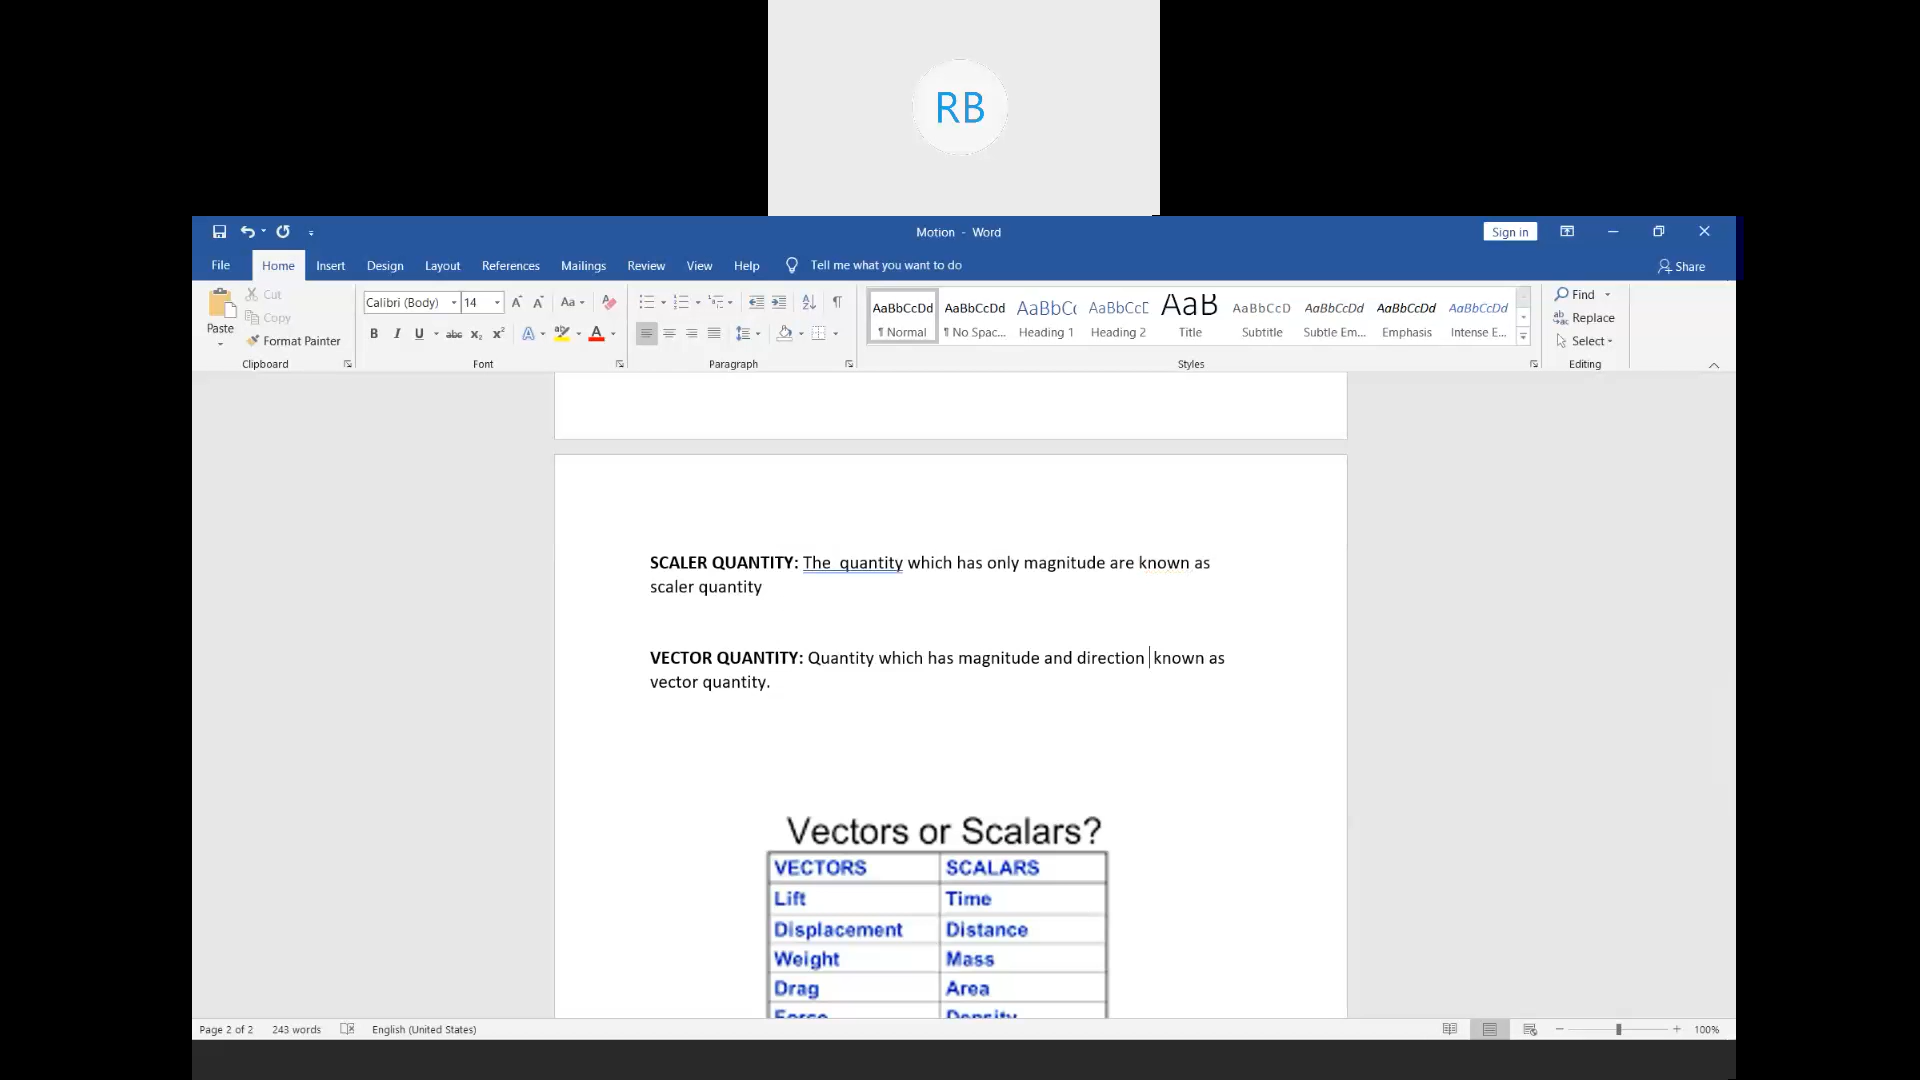 RB
Motion - Word
Sign in
File Home Insert Design Layout References Mailings Review View Help Tell me what you want to do
Share
Paste
Cut
Copy
Format Painter
Clipboard
Calibri (Body) 14
Font
Paragraph
AaBbCcDd ¶ Normal
AaBbCcDd ¶ No Spac...
AaBbC( Heading 1
AaBbCcE Heading 2
AaB Title
AaBbCcD Subtitle
AaBbCcDd Subtle Em...
AaBbCcDd Emphasis
AaBbCcDd Intense E...
Styles
Find
Replace
Select
Editing
SCALER QUANTITY: The  quantity which has only magnitude are known as
scaler quantity
VECTOR QUANTITY: Quantity which has magnitude and direction known as
vector quantity.
Vectors or Scalars?
VECTORS SCALARS
Lift Time
Displacement Distance
Weight Mass
Drag Area
Force Density
Page 2 of 2 243 words English (United States) 100%